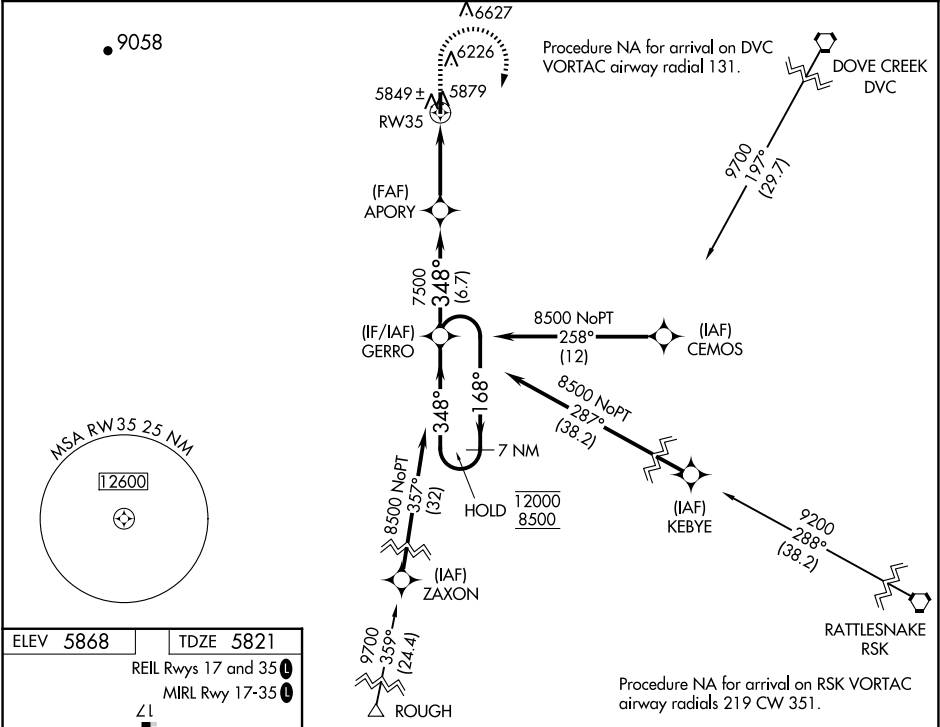 6627
9058
6226
Procedure NA for arrival on DVC
VORTAC airway radial 131.
DOVE CREEK
DVC
5849 ±
5879
RW35
9700
197°
(29.7)
(FAF)
APORY
7500
348°
(6.7)
(IF/IAF)
GERRO
8500 NoPT
258°
(12)
(IAF)
CEMOS
348°
168°
8500 NoPT
287°
(38.2)
MSA RW35 25 NM
12600
7 NM
HOLD
12000
8500
8500 NoPT
357°
(32)
(IAF)
KEBYE
9200
288°
(38.2)
(IAF)
ZAXON
RATTLESNAKE
RSK
ELEV 5868
TDZE 5821
REIL Rwys 17 and 35 L
MIRL Rwy 17-35 L
17
9700
359°
(24.4)
ROUGH
Procedure NA for arrival on RSK VORTAC
airway radials 219 CW 351.